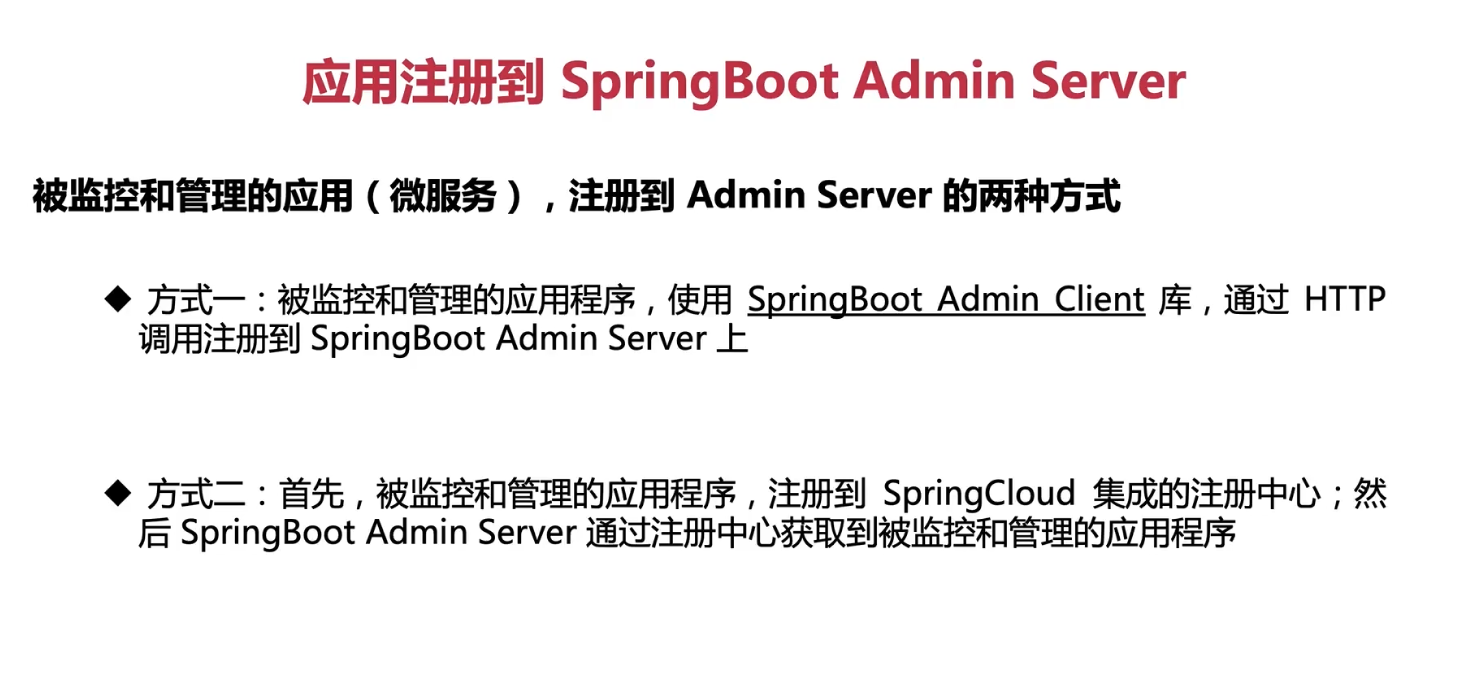 应用注册到 SpringBoot Admin Server
被监控和管理的应用（微服务），注册到 Admin Server 的两种方式
◆ 方式一：被监控和管理的应用程序，使用 SpringBoot Admin Client 库，通过 HTTP
调用注册到 SpringBoot Admin Server 上
◆ 方式二：首先，被监控和管理的应用程序，注册到 SpringCloud 集成的注册中心；然
后 SpringBoot Admin Server 通过注册中心获取到被监控和管理的应用程序